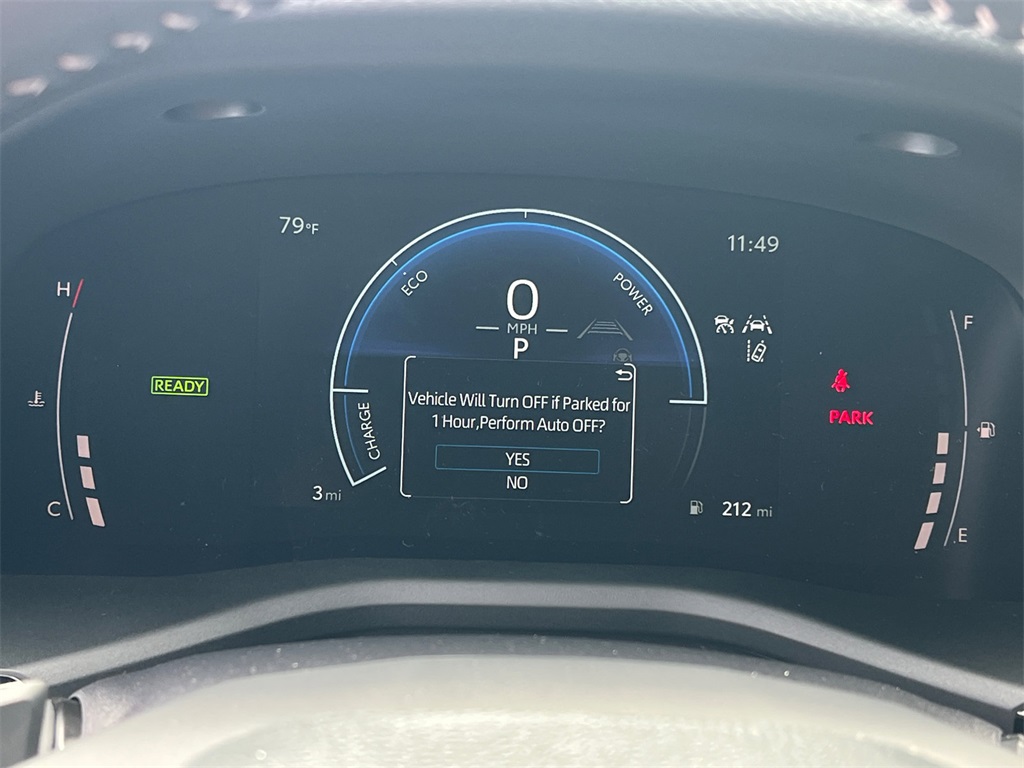 79°F
11:49
H
ECO
POWER
0
MPH
P
F
READY
Vehicle Will Turn OFF if Parked for
1 Hour,Perform Auto OFF?
YES
NO
CHARGE
PARK
3 mi
C
212 mi
E